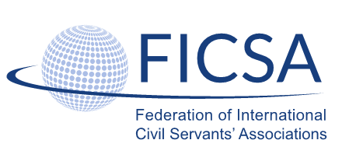 FICSA
Federation of International
Civil Servants’ Associations